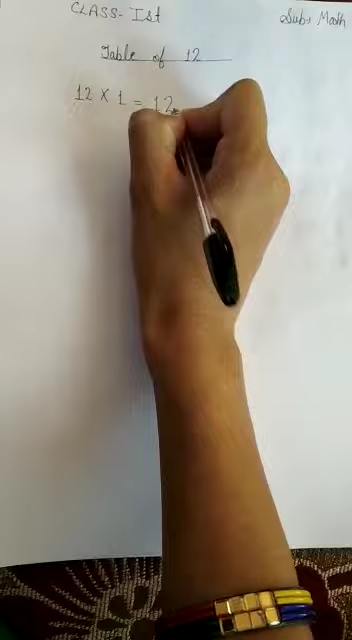 CLASS- Ist Sub:- Math
Table of 12
12 X 1 = 12